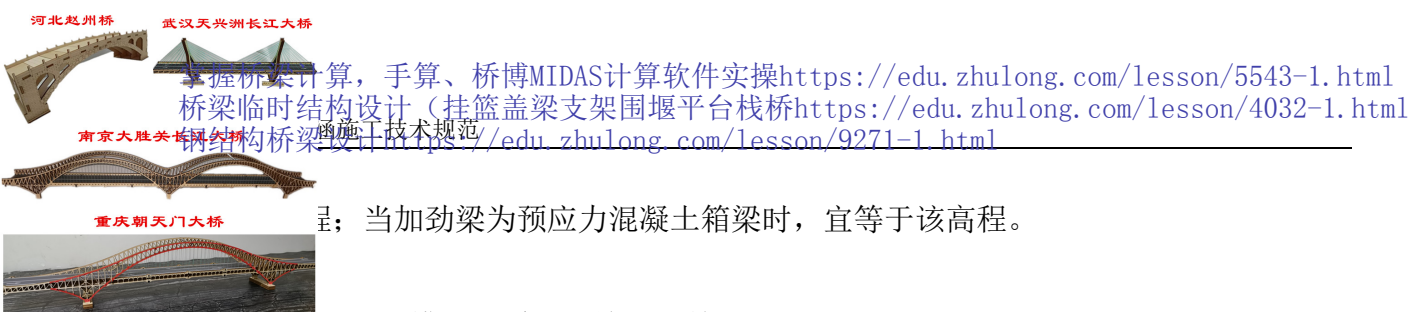 河北赵州桥 武汉天兴洲长江大桥
掌握桥梁计算，手算、桥博MIDAS计算软件实操https://edu.zhulong.com/lesson/5543-1.html
桥梁临时结构设计（挂篮盖梁支架围堰平台栈桥https://edu.zhulong.com/lesson/4032-1.html
南京大胜关长江大桥 涵施工技术规范
钢结构桥梁设计https://edu.zhulong.com/lesson/9271-1.html
程；当加劲梁为预应力混凝土箱梁时，宜等于该高程。
重庆朝天门大桥